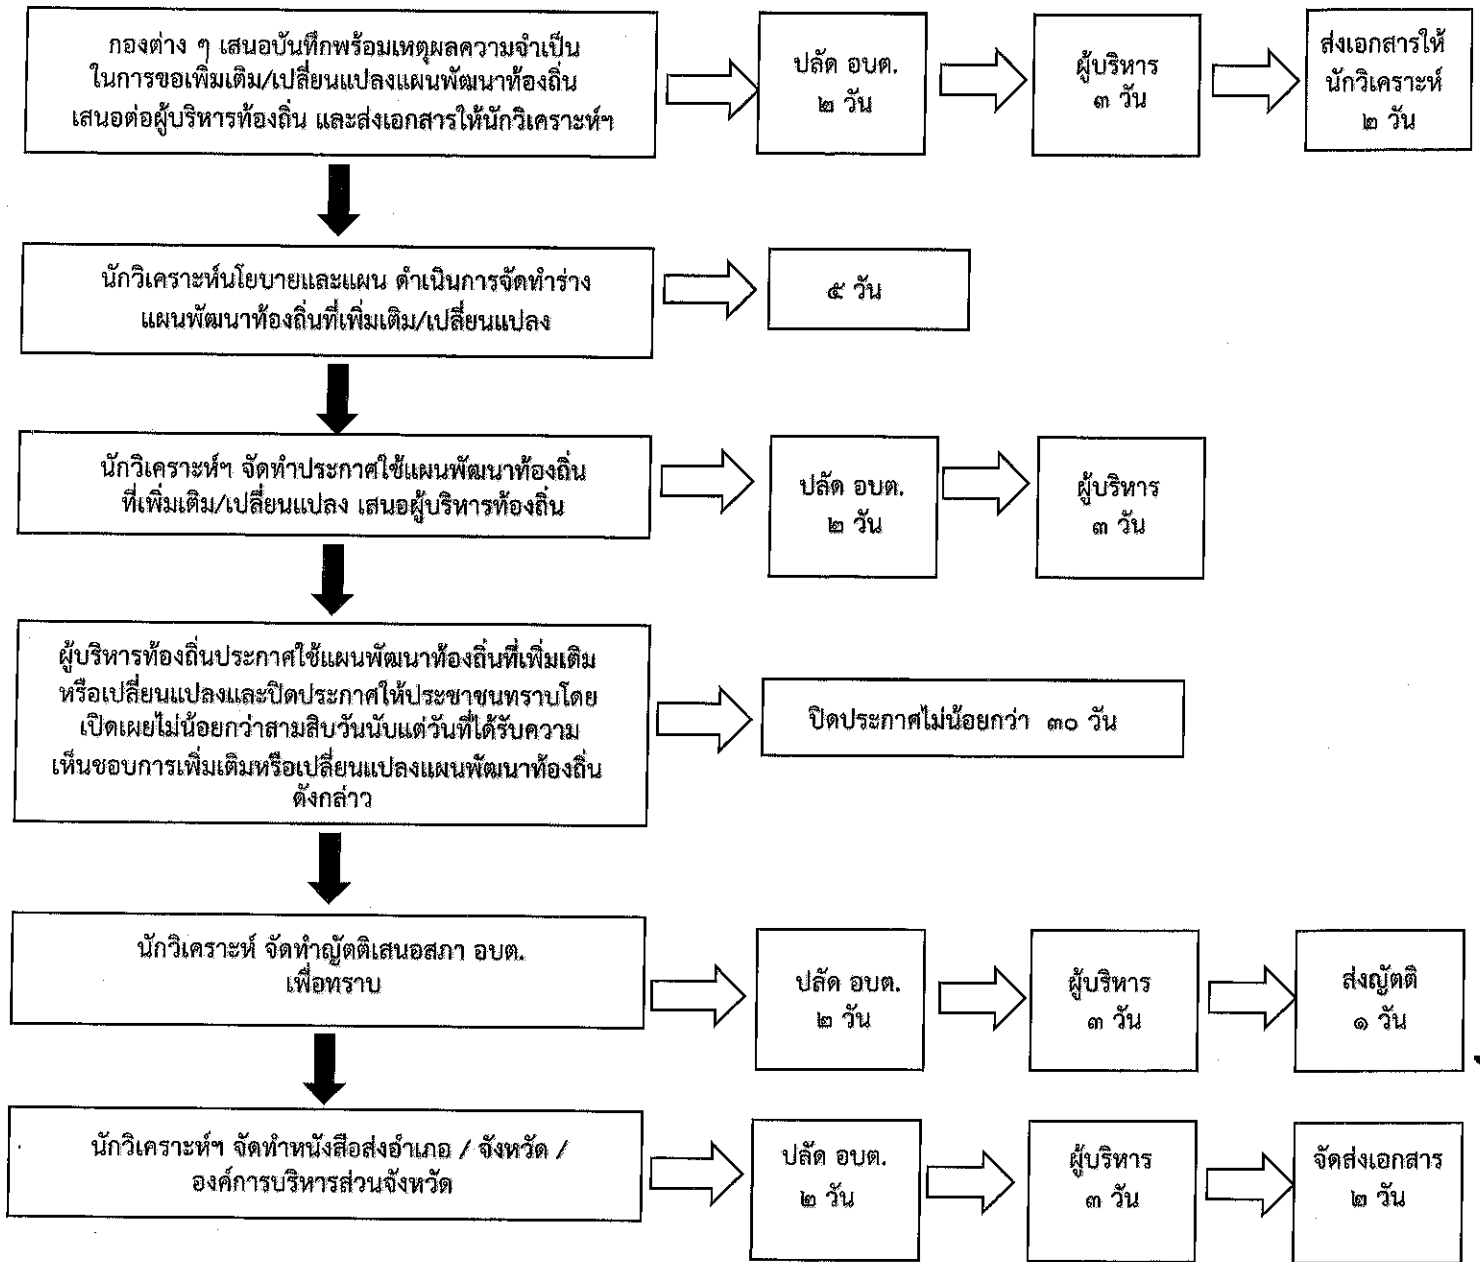 กองต่าง ๆ เสนอบันทึกพร้อมเหตุผลความจำเป็น
ในการขอเพิ่มเติม/เปลี่ยนแปลงแผนพัฒนาท้องถิ่น
เสนอต่อผู้บริหารท้องถิ่น และส่งเอกสารให้นักวิเคราะห์ฯ
ปลัด อบต.
๒ วัน
ผู้บริหาร
๓ วัน
ส่งเอกสารให้
นักวิเคราะห์
๒ วัน
นักวิเคราะห์นโยบายและแผน ดำเนินการจัดทำร่าง
แผนพัฒนาท้องถิ่นที่เพิ่มเติม/เปลี่ยนแปลง
๕ วัน
นักวิเคราะห์ฯ จัดทำประกาศใช้แผนพัฒนาท้องถิ่น
ที่เพิ่มเติม/เปลี่ยนแปลง เสนอผู้บริหารท้องถิ่น
ปลัด อบต.
๒ วัน
ผู้บริหาร
๓ วัน
ผู้บริหารท้องถิ่นประกาศใช้แผนพัฒนาท้องถิ่นที่เพิ่มเติม
หรือเปลี่ยนแปลงและปิดประกาศให้ประชาชนทราบโดย
เปิดเผยไม่น้อยกว่าสามสิบวันนับแต่วันที่ได้รับความ
เห็นชอบการเพิ่มเติมหรือเปลี่ยนแปลงแผนพัฒนาท้องถิ่น
ดังกล่าว
ปิดประกาศไม่น้อยกว่า ๓๐ วัน
นักวิเคราะห์ จัดทำญัตติเสนอสภา อบต.
เพื่อทราบ
ปลัด อบต.
๒ วัน
ผู้บริหาร
๓ วัน
ส่งญัตติ
๑ วัน
นักวิเคราะห์ฯ จัดทำหนังสือส่งอำเภอ / จังหวัด /
องค์การบริหารส่วนจังหวัด
ปลัด อบต.
๒ วัน
ผู้บริหาร
๓ วัน
จัดส่งเอกสาร
๒ วัน